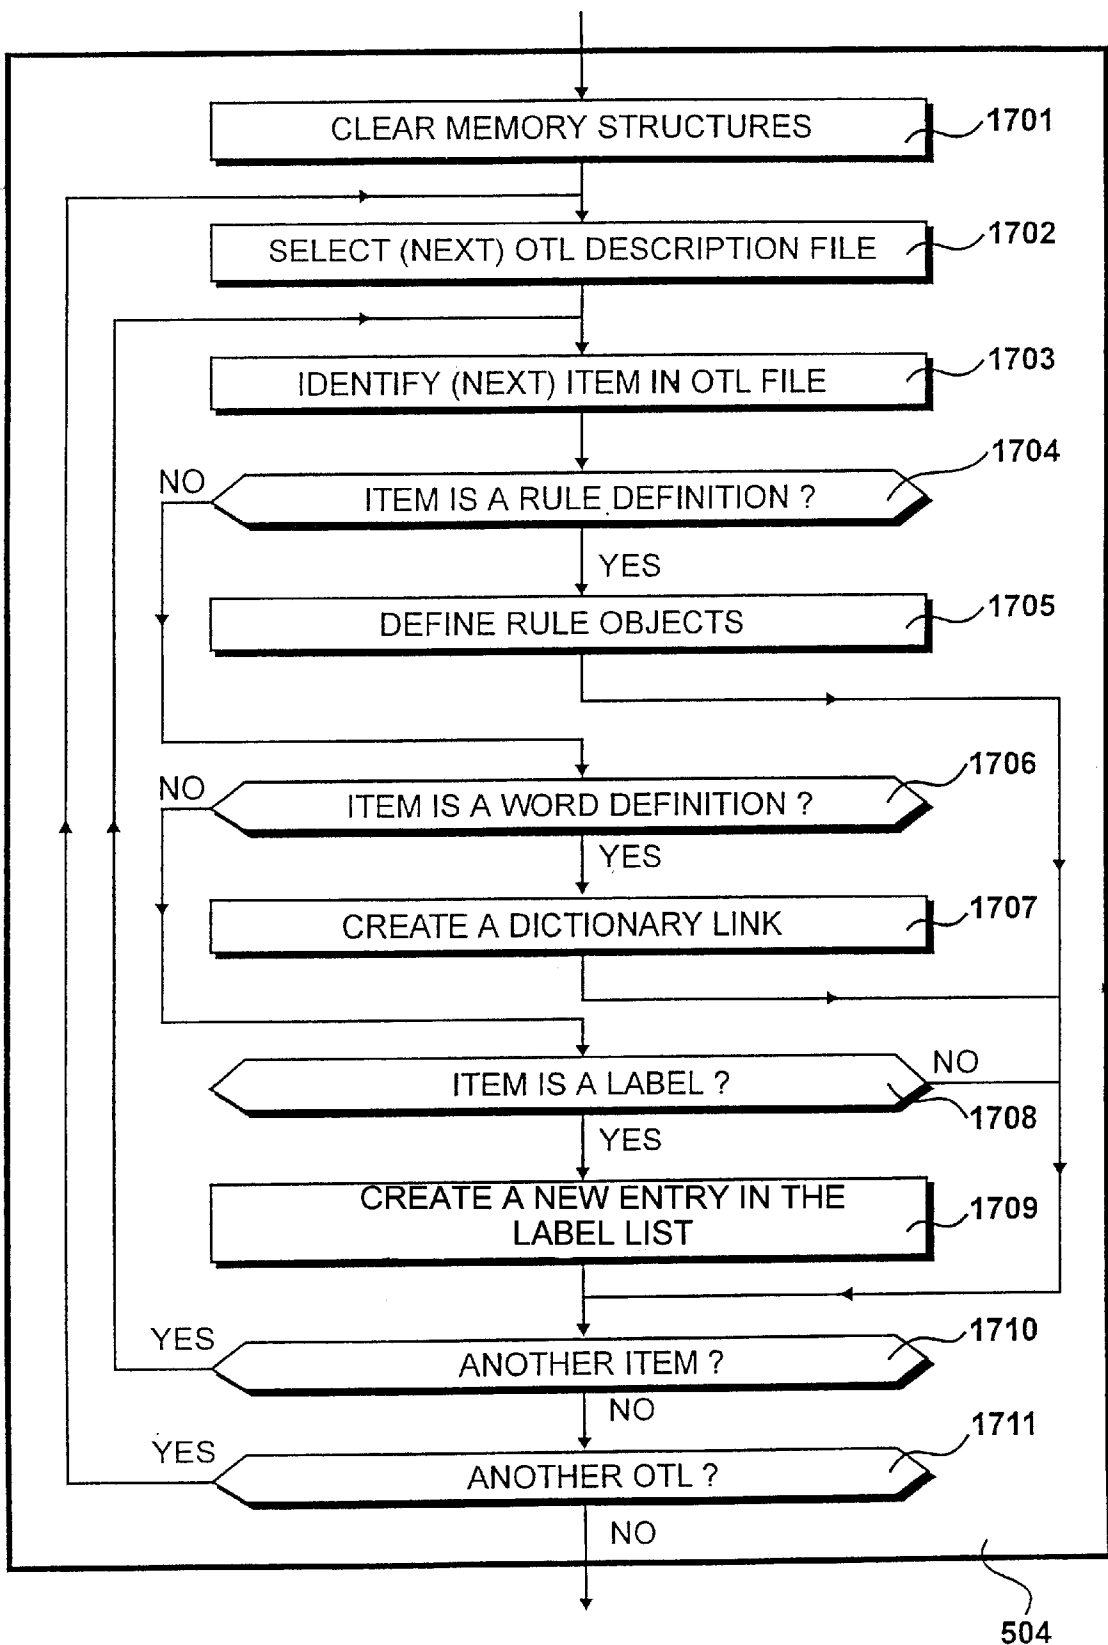 CLEAR MEMORY STRUCTURES
1701
SELECT (NEXT) OTL DESCRIPTION FILE
1702
IDENTIFY (NEXT) ITEM IN OTL FILE
1703
1704
NO
ITEM IS A RULE DEFINITION ?
YES
DEFINE RULE OBJECTS
1705
1706
NO
ITEM IS A WORD DEFINITION ?
YES
CREATE A DICTIONARY LINK
1707
ITEM IS A LABEL ?
NO
1708
YES
CREATE A NEW ENTRY IN THE
LABEL LIST
1709
YES
ANOTHER ITEM ?
1710
NO
YES
ANOTHER OTL ?
1711
NO
504